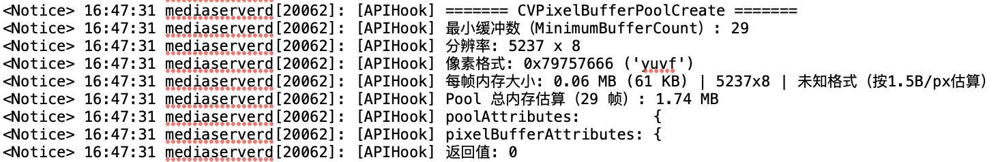 <Notice> 16:47:31 mediaserverd[20062]: [APIHook] ======= CVPixelBufferPoolCreate =======
<Notice> 16:47:31 mediaserverd[20062]: [APIHook] 最小缓冲数（MinimumBufferCount）: 29
<Notice> 16:47:31 mediaserverd[20062]: [APIHook] 分辨率: 5237 x 8
<Notice> 16:47:31 mediaserverd[20062]: [APIHook] 像素格式: 0x79757666 ('yuvf')
<Notice> 16:47:31 mediaserverd[20062]: [APIHook] 每帧内存大小: 0.06 MB (61 KB) | 5237x8 | 未知格式（按1.5B/px估算）
<Notice> 16:47:31 mediaserverd[20062]: [APIHook] Pool 总内存估算（29 帧）: 1.74 MB
<Notice> 16:47:31 mediaserverd[20062]: [APIHook] poolAttributes:        {
<Notice> 16:47:31 mediaserverd[20062]: [APIHook] pixelBufferAttributes: {
<Notice> 16:47:31 mediaserverd[20062]: [APIHook] 返回值: 0